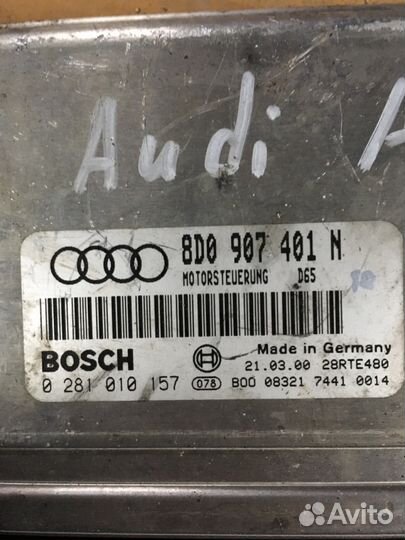 Audi A
8D0 907 401 N
MOTORSTEUERUNG D65
BOSCH
Made in Germany
21.03.00 28RTE480
0 281 010 157 078 B00 08321 7441 0014
Avito